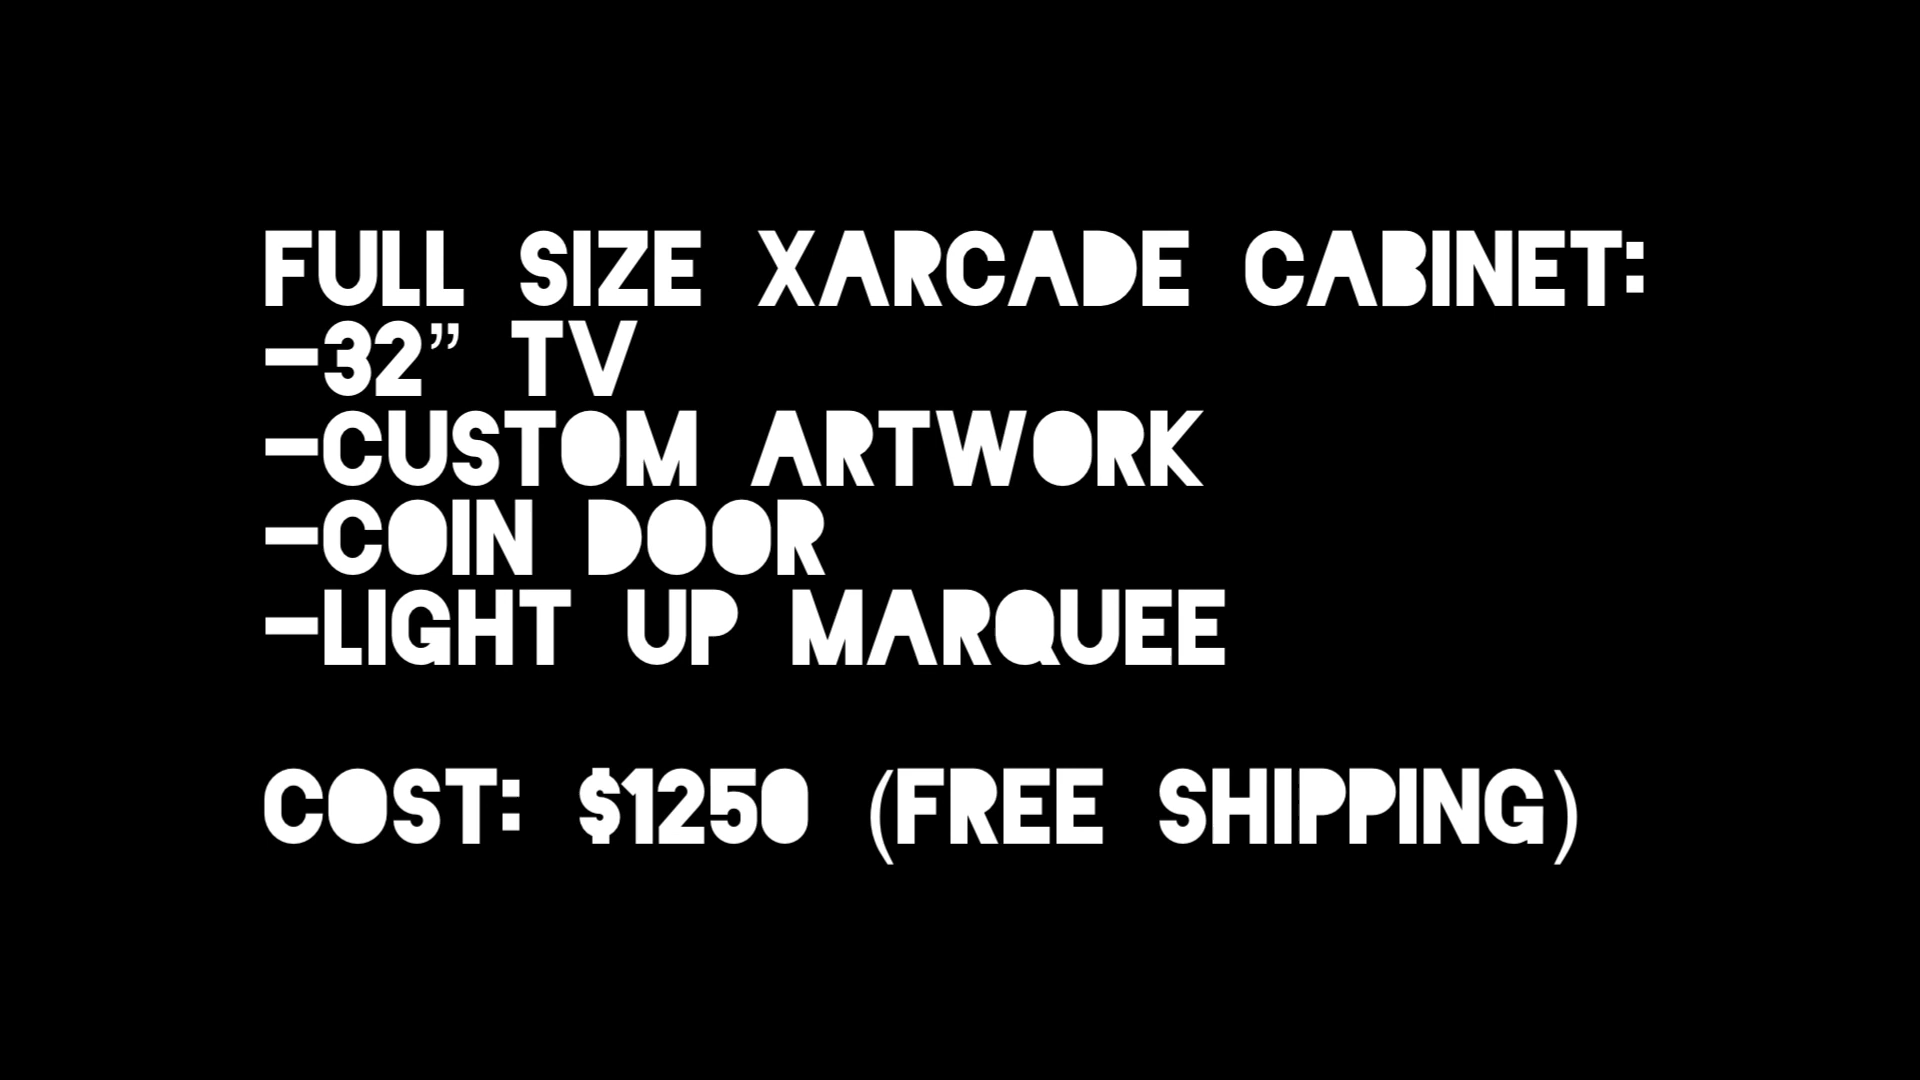 FULL SIZE XARCADE CABINET:
-32” TV
-CUSTOM ARTWORK
-COIN DOOR
-LIGHT UP MARQUEE
COST: $1250 (FREE SHIPPING)